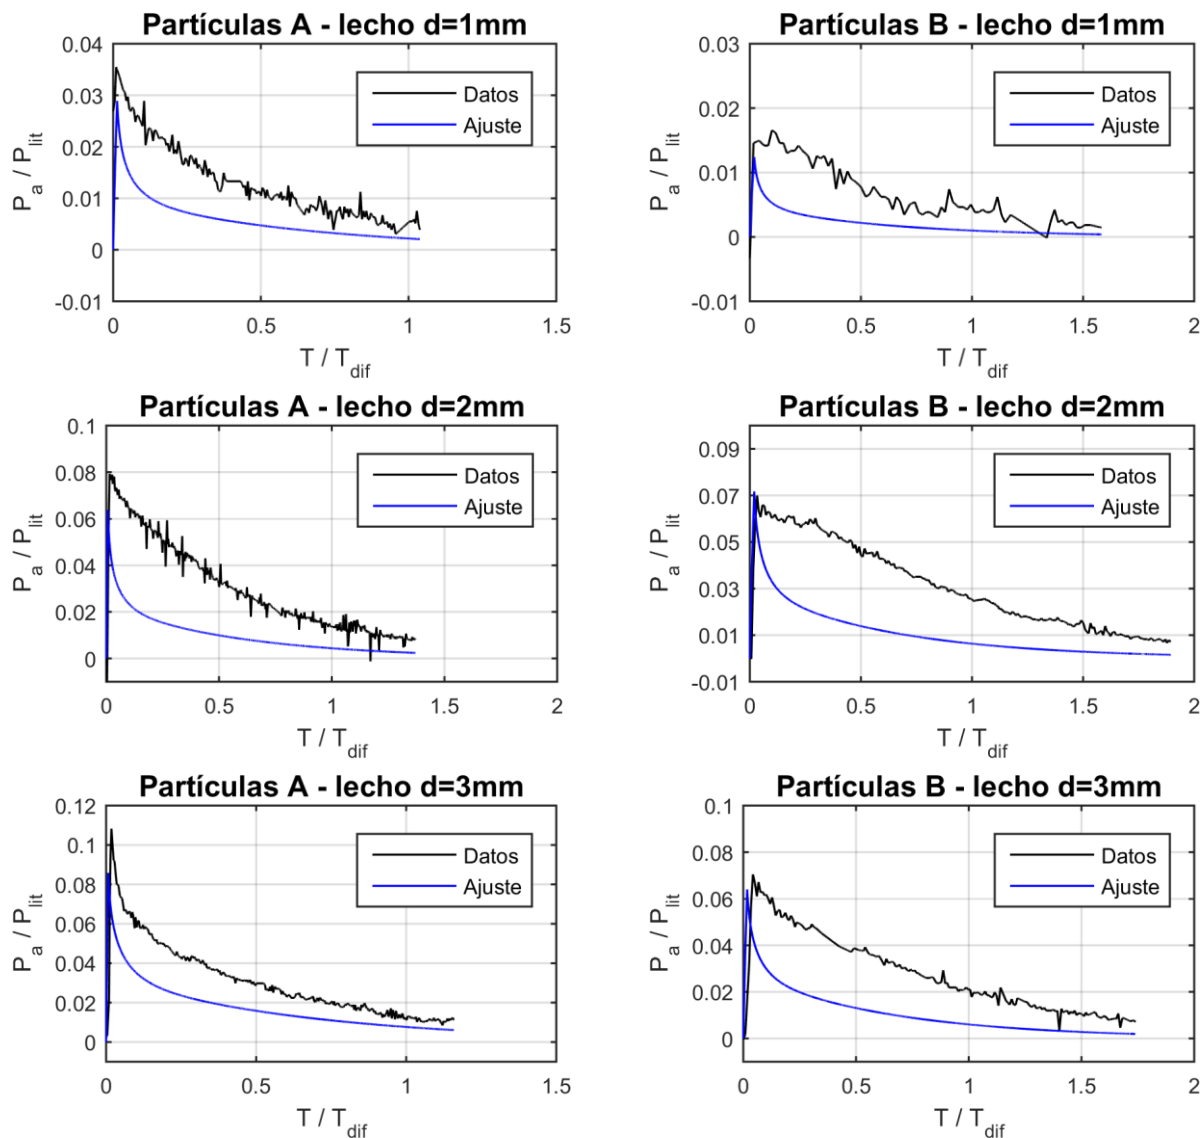 Partículas A - lecho d=1mm
0.04
0.03
0.02
0.01
0
-0.01
P_a / P_lit
Datos
Ajuste
0 0.5 1 1.5
T / T_dif
Partículas B - lecho d=1mm
0.03
0.02
0.01
0
-0.01
P_a / P_lit
Datos
Ajuste
0 0.5 1 1.5 2
T / T_dif
Partículas A - lecho d=2mm
0.1
0.08
0.06
0.04
0.02
0
P_a / P_lit
Datos
Ajuste
0 0.5 1 1.5 2
T / T_dif
Partículas B - lecho d=2mm
0.09
0.07
0.05
0.03
0.01
-0.01
P_a / P_lit
Datos
Ajuste
0 0.5 1 1.5 2
T / T_dif
Partículas A - lecho d=3mm
0.12
0.1
0.08
0.06
0.04
0.02
0
P_a / P_lit
Datos
Ajuste
0 0.5 1 1.5
T / T_dif
Partículas B - lecho d=3mm
0.1
0.08
0.06
0.04
0.02
0
P_a / P_lit
Datos
Ajuste
0 0.5 1 1.5 2
T / T_dif